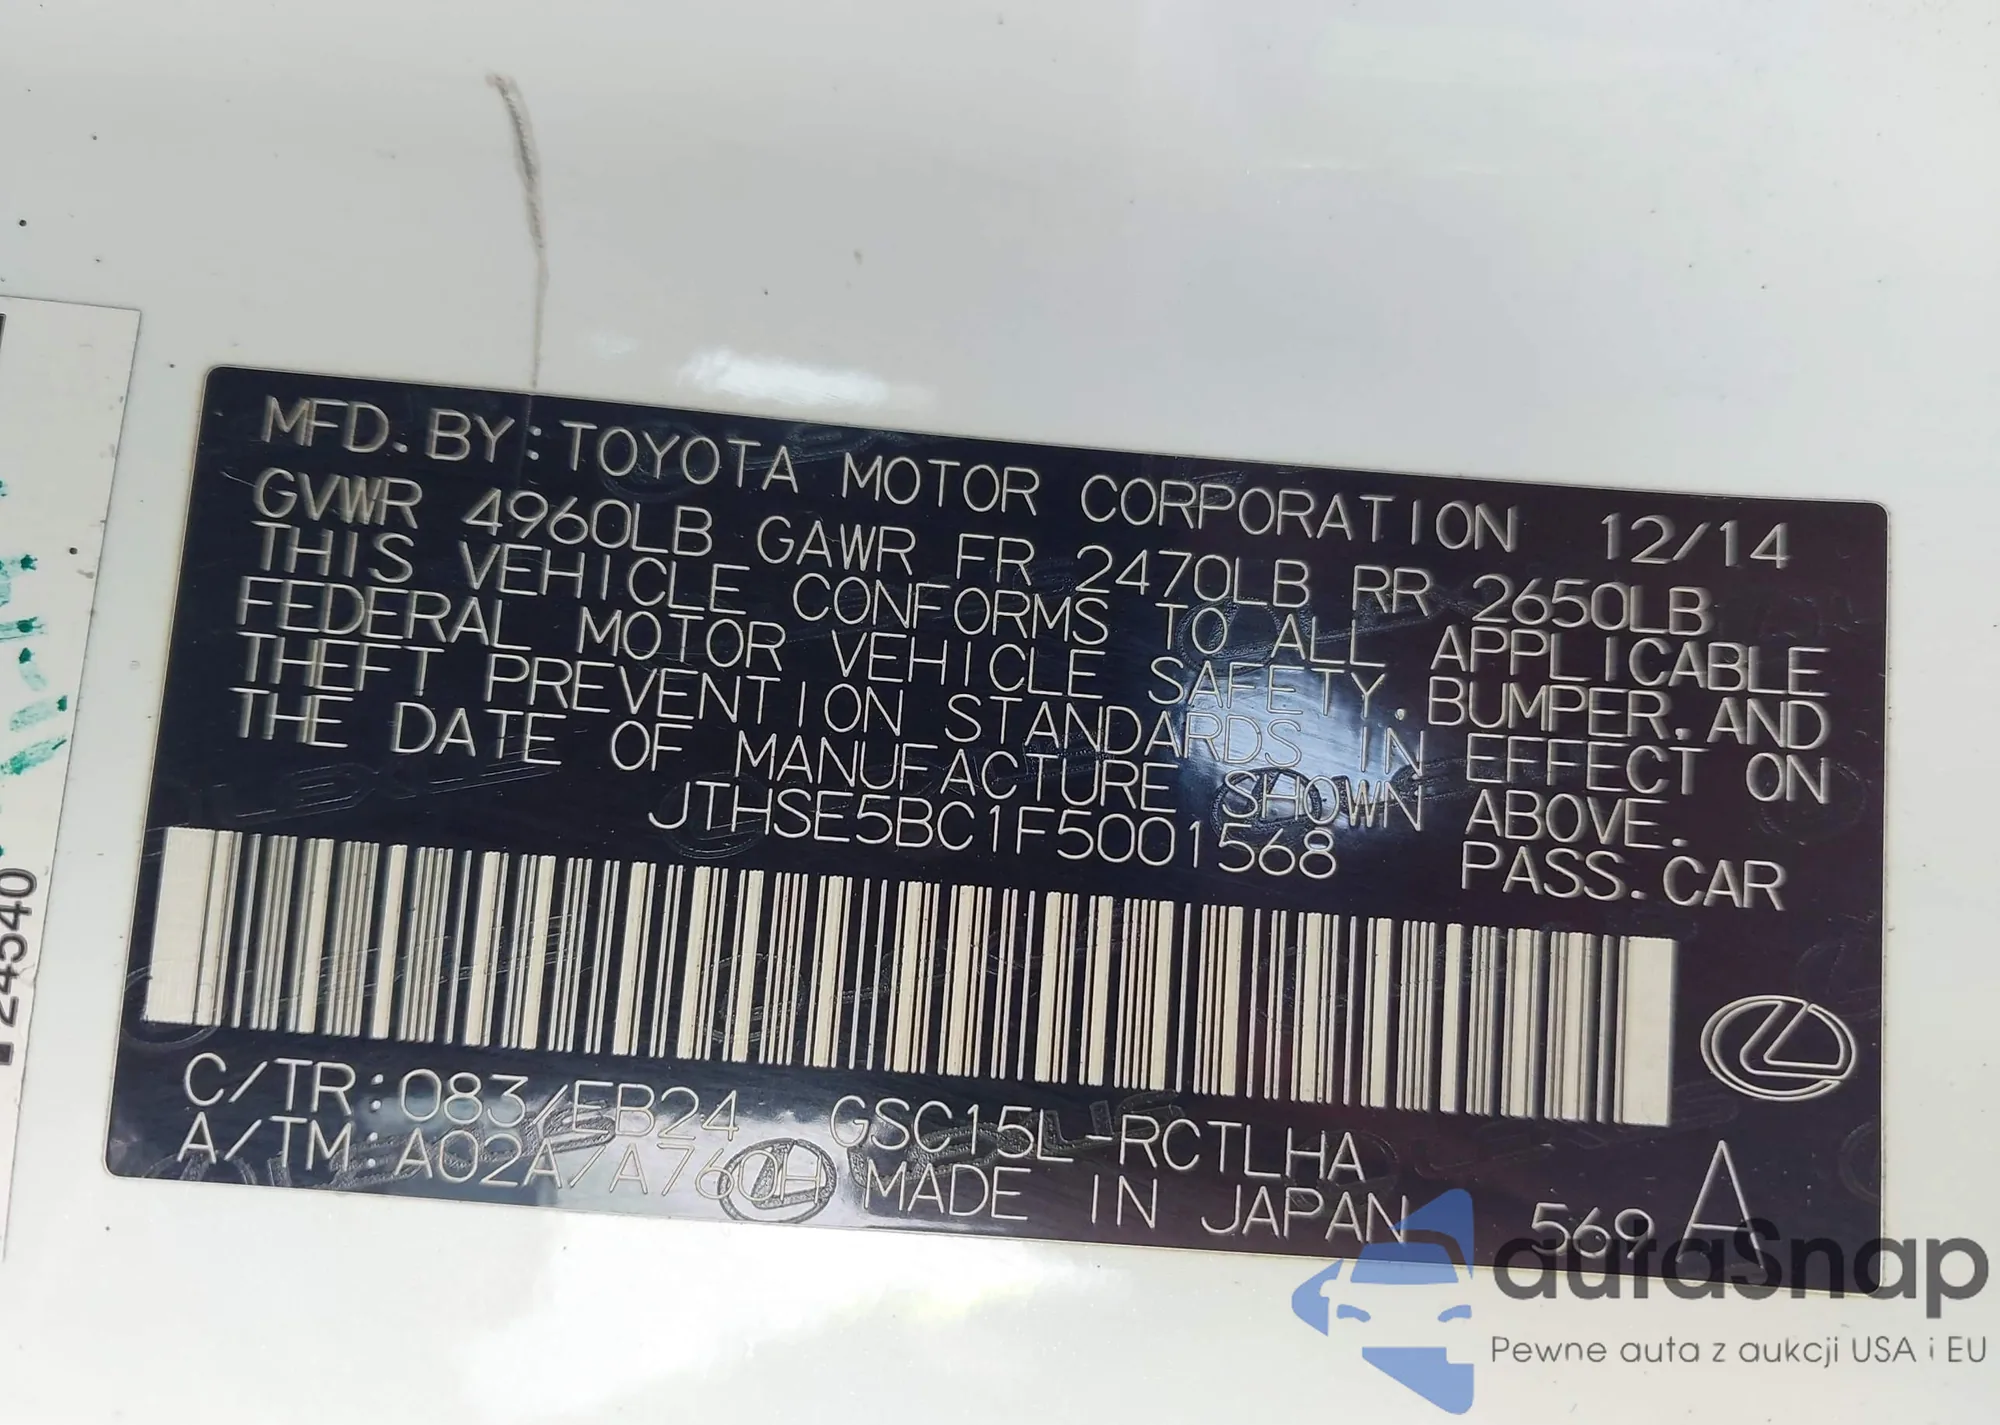 MFD. BY: TOYOTA MOTOR CORPORATION 12/14
GVWR 4960LB GAWR FR 2470LB RR 2650LB
THIS VEHICLE CONFORMS TO ALL APPLICABLE
FEDERAL MOTOR VEHICLE SAFETY, BUMPER, AND
THEFT PREVENTION STANDARDS IN EFFECT ON
THE DATE OF MANUFACTURE SHOWN ABOVE.
JTHSE5BC1F5001568 PASS. CAR
C/TR: 083/EB24 GSC15L-RCTLHA
A/TM: A02A/A760H MADE IN JAPAN 569 A
24540
autaSnap
Pewne auta z aukcji USA i EU